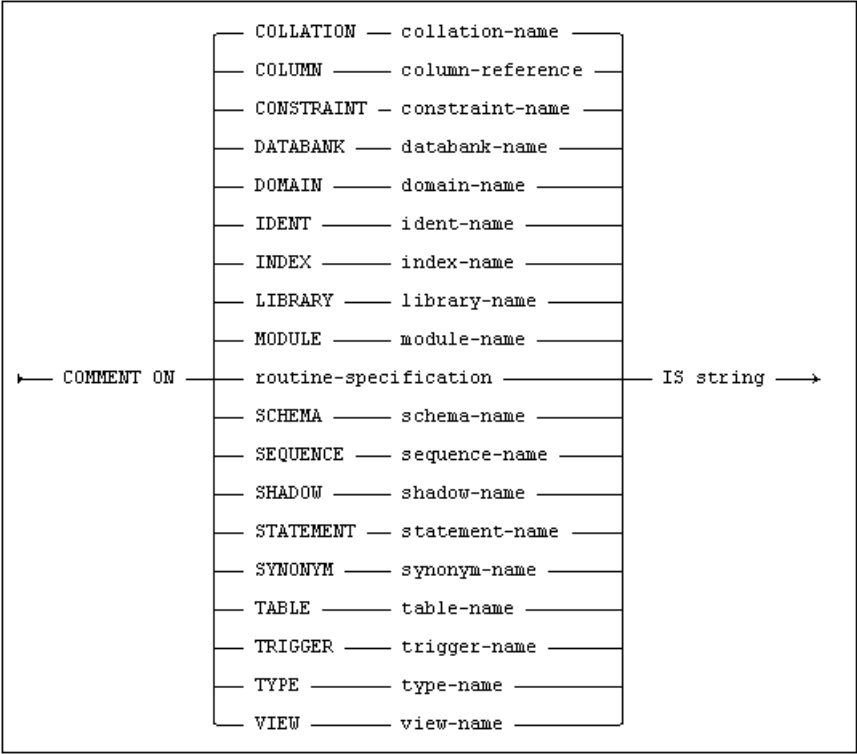 COLLATION collation-name
COLUMN column-reference
CONSTRAINT constraint-name
DATABANK databank-name
DOMAIN domain-name
IDENT ident-name
INDEX index-name
LIBRARY library-name
MODULE module-name
COMMENT ON routine-specification IS string
SCHEMA schema-name
SEQUENCE sequence-name
SHADOW shadow-name
STATEMENT statement-name
SYNONYM synonym-name
TABLE table-name
TRIGGER trigger-name
TYPE type-name
VIEW view-name